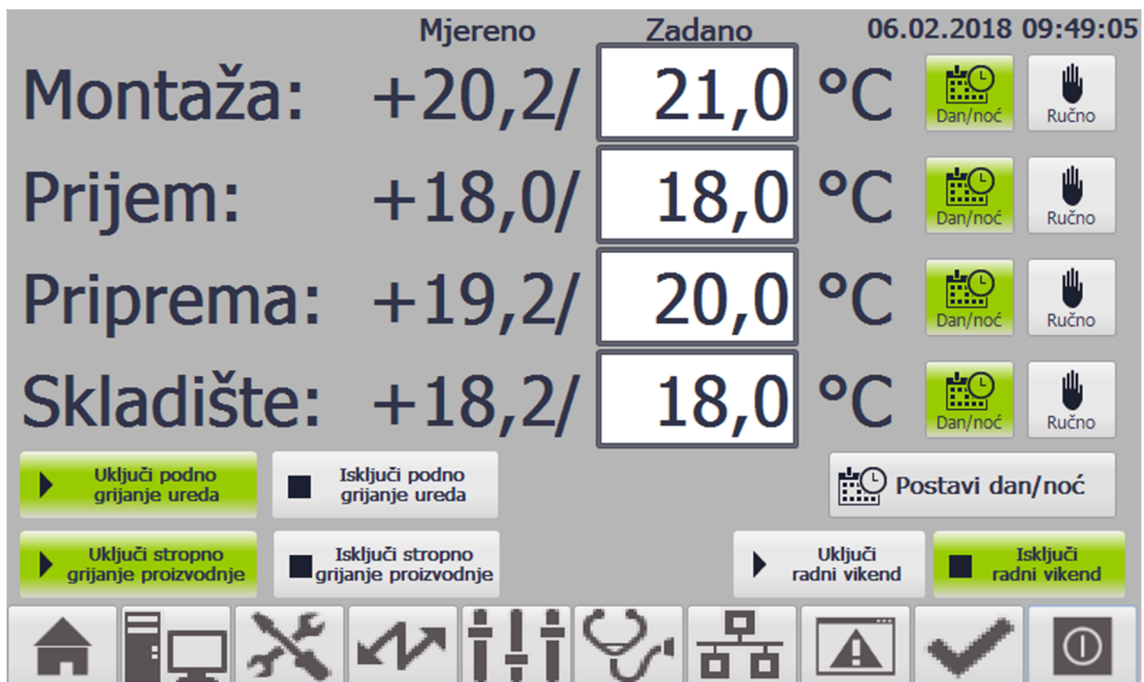 Mjereno Zadano 06.02.2018 09:49:05
Montaža: +20,2/ 21,0 °C Dan/noć Ručno
Prijem: +18,0/ 18,0 °C Dan/noć Ručno
Priprema: +19,2/ 20,0 °C Dan/noć Ručno
Skladište: +18,2/ 18,0 °C Dan/noć Ručno
Uključi podno
grijanje ureda
Isključi podno
grijanje ureda
Postavi dan/noć
Uključi stropno
grijanje proizvodnje
Isključi stropno
grijanje proizvodnje
Uključi
radni vikend
Isključi
radni vikend